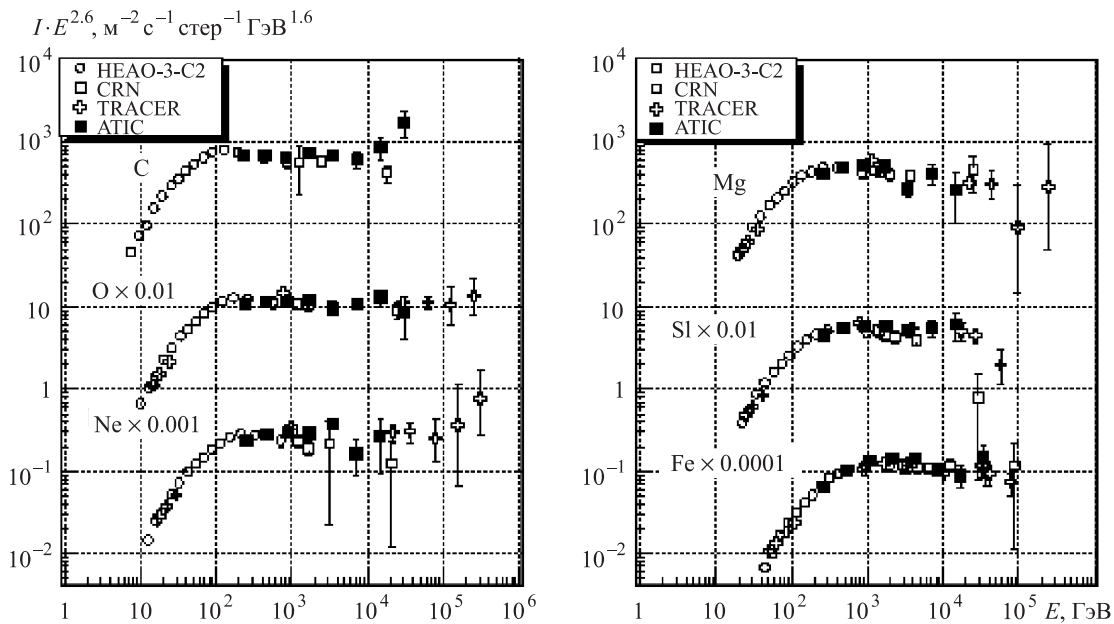 I·E^2.6, м^−2 с^−1 стер^−1 ГэВ^1.6
10^4
HEAO-3-C2
CRN
TRACER
ATIC
10^3
C
10^2
O × 0.01
10
1
Ne × 0.001
10^−1
10^−2
1 10 10^2 10^3 10^4 10^5 10^6
10^4
HEAO-3-C2
CRN
TRACER
ATIC
10^3
Mg
10^2
10
Sl × 0.01
1
Fe × 0.0001
10^−1
10^−2
1 10 10^2 10^3 10^4 10^5 E, ГэВ